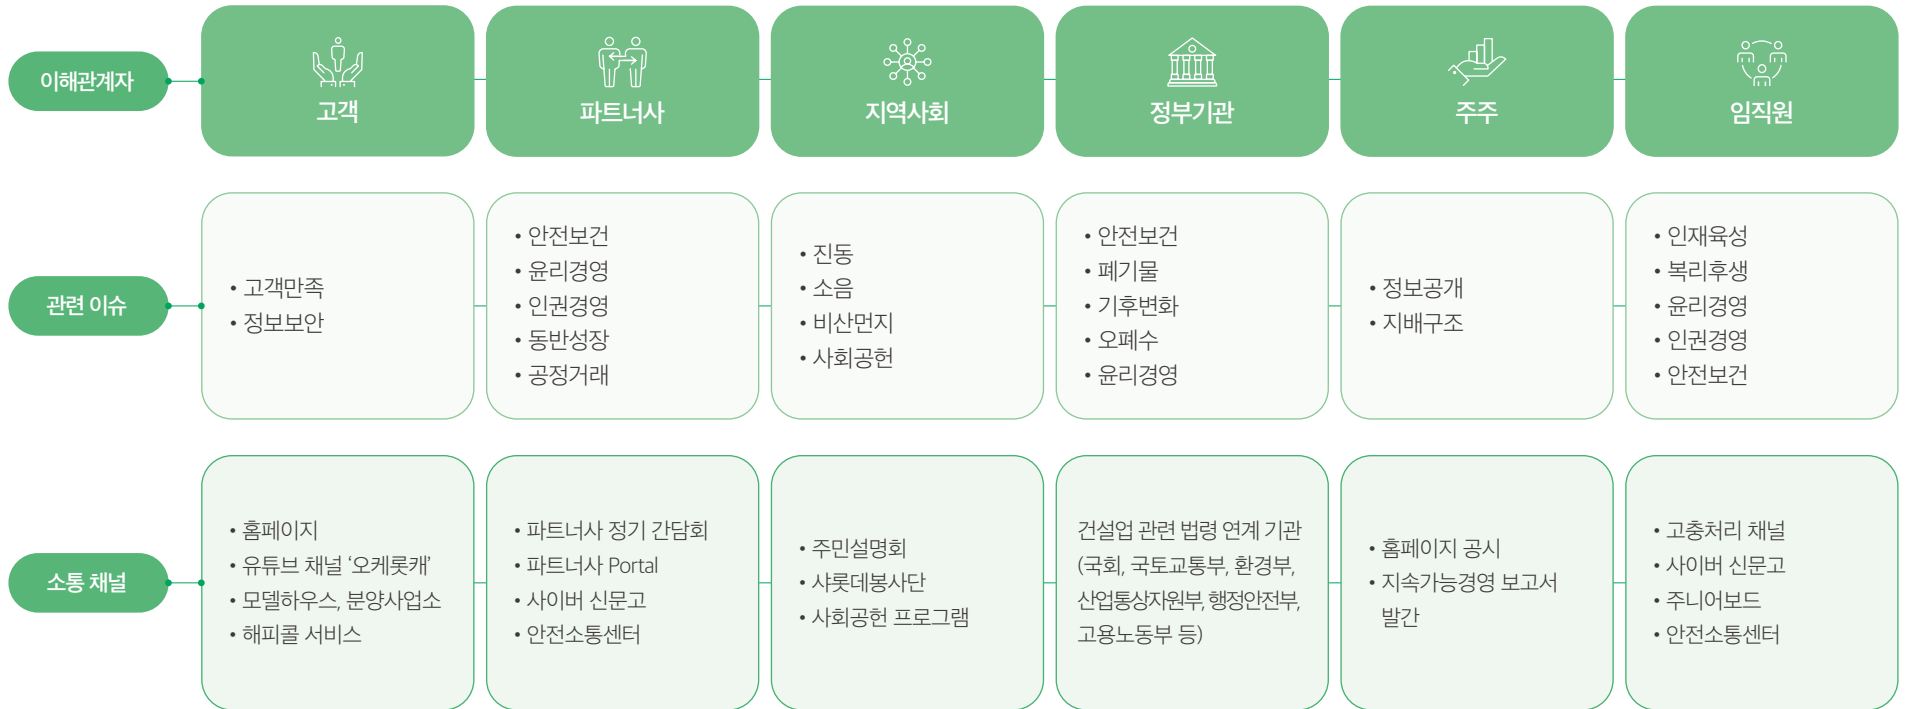 이해관계자
고객
파트너사
지역사회
정부기관
주주
임직원
관련 이슈
• 고객만족
• 정보보안
• 안전보건
• 윤리경영
• 인권경영
• 동반성장
• 공정거래
• 진동
• 소음
• 비산먼지
• 사회공헌
• 안전보건
• 폐기물
• 기후변화
• 오폐수
• 윤리경영
• 정보공개
• 지배구조
• 인재육성
• 복리후생
• 윤리경영
• 인권경영
• 안전보건
소통 채널
• 홈페이지
• 유튜브 채널 ‘오케롯캐’
• 모델하우스, 분양사업소
• 해피콜 서비스
• 파트너사 정기 간담회
• 파트너사 Portal
• 사이버 신문고
• 안전소통센터
• 주민설명회
• 샤롯데봉사단
• 사회공헌 프로그램
건설업 관련 법령 연계 기관
(국회, 국토교통부, 환경부,
산업통상자원부, 행정안전부,
고용노동부 등)
• 홈페이지 공시
• 지속가능경영 보고서
발간
• 고충처리 채널
• 사이버 신문고
• 주니어보드
• 안전소통센터